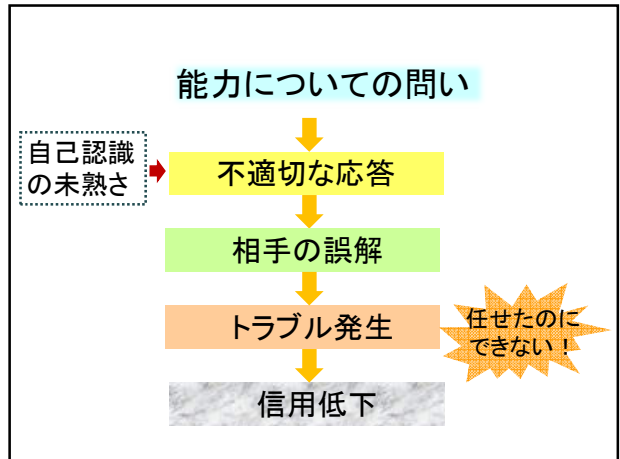 能力についての問い
自己認識
の未熟さ
不適切な応答
相手の誤解
トラブル発生
任せたのに
できない！
信用低下